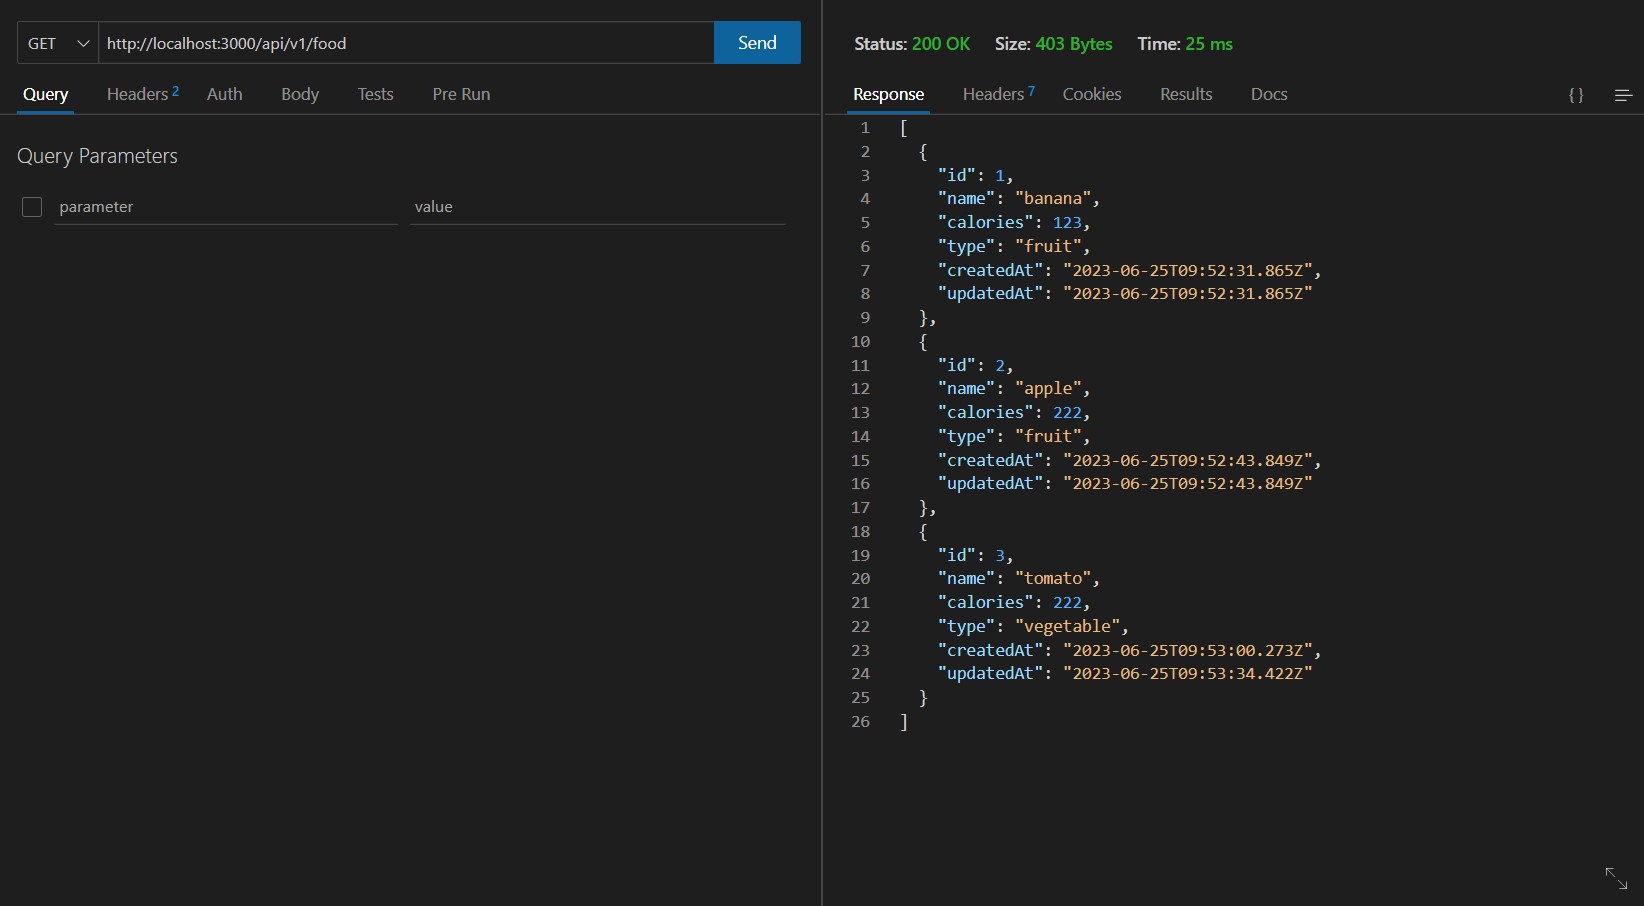 GET http://localhost:3000/api/v1/food Send
Query Headers 2 Auth Body Tests Pre Run
Query Parameters
parameter value
Status: 200 OK Size: 403 Bytes Time: 25 ms
Response Headers 7 Cookies Results Docs { }
1 [
2 {
3 "id": 1,
4 "name": "banana",
5 "calories": 123,
6 "type": "fruit",
7 "createdAt": "2023-06-25T09:52:31.865Z",
8 "updatedAt": "2023-06-25T09:52:31.865Z"
9 },
10 {
11 "id": 2,
12 "name": "apple",
13 "calories": 222,
14 "type": "fruit",
15 "createdAt": "2023-06-25T09:52:43.849Z",
16 "updatedAt": "2023-06-25T09:52:43.849Z"
17 },
18 {
19 "id": 3,
20 "name": "tomato",
21 "calories": 222,
22 "type": "vegetable",
23 "createdAt": "2023-06-25T09:53:00.273Z",
24 "updatedAt": "2023-06-25T09:53:34.422Z"
25 }
26 ]